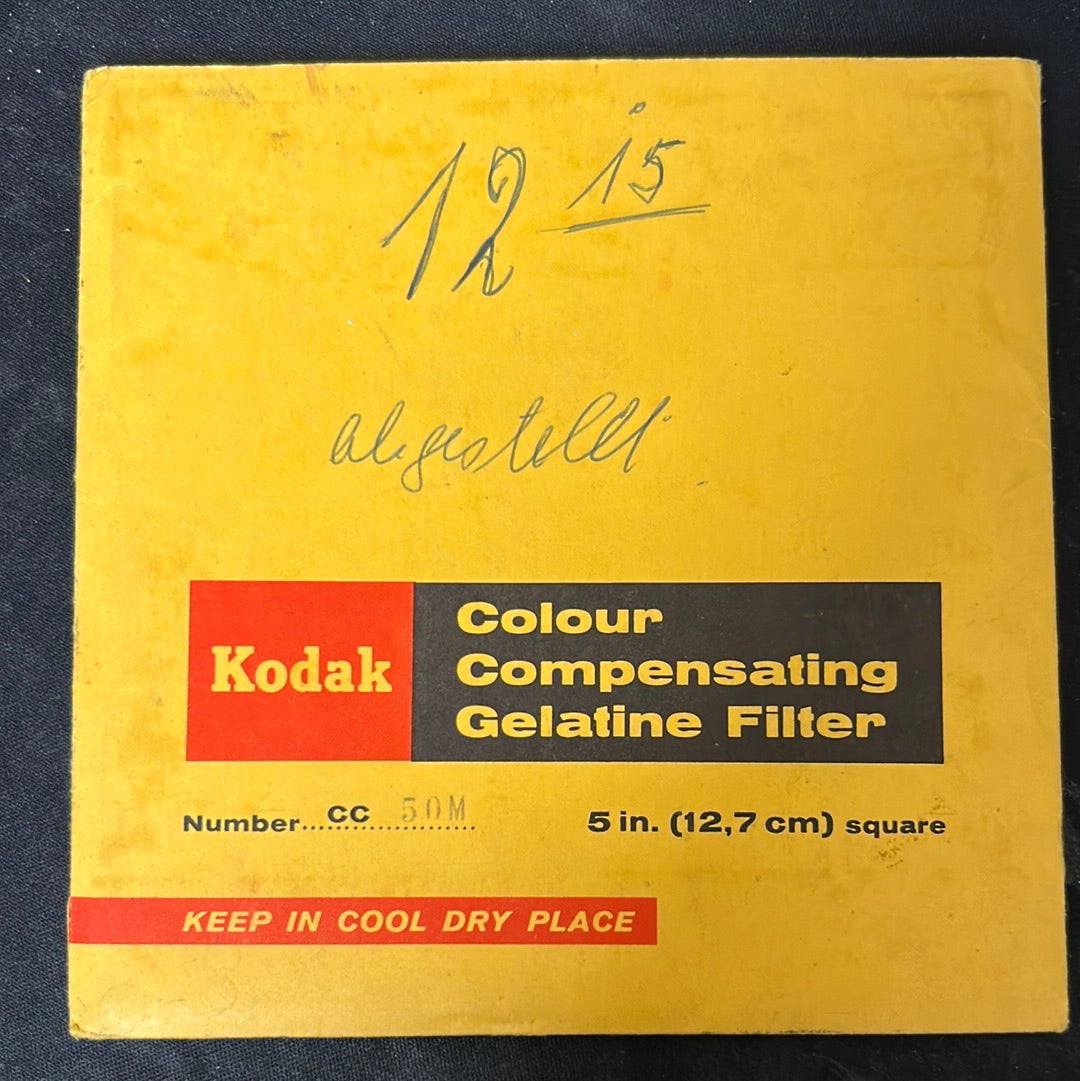 12 15
abgestellt.
Kodak
Colour
Compensating
Gelatine Filter
Number....CC 50M....
5 in. (12,7 cm) square
KEEP IN COOL DRY PLACE